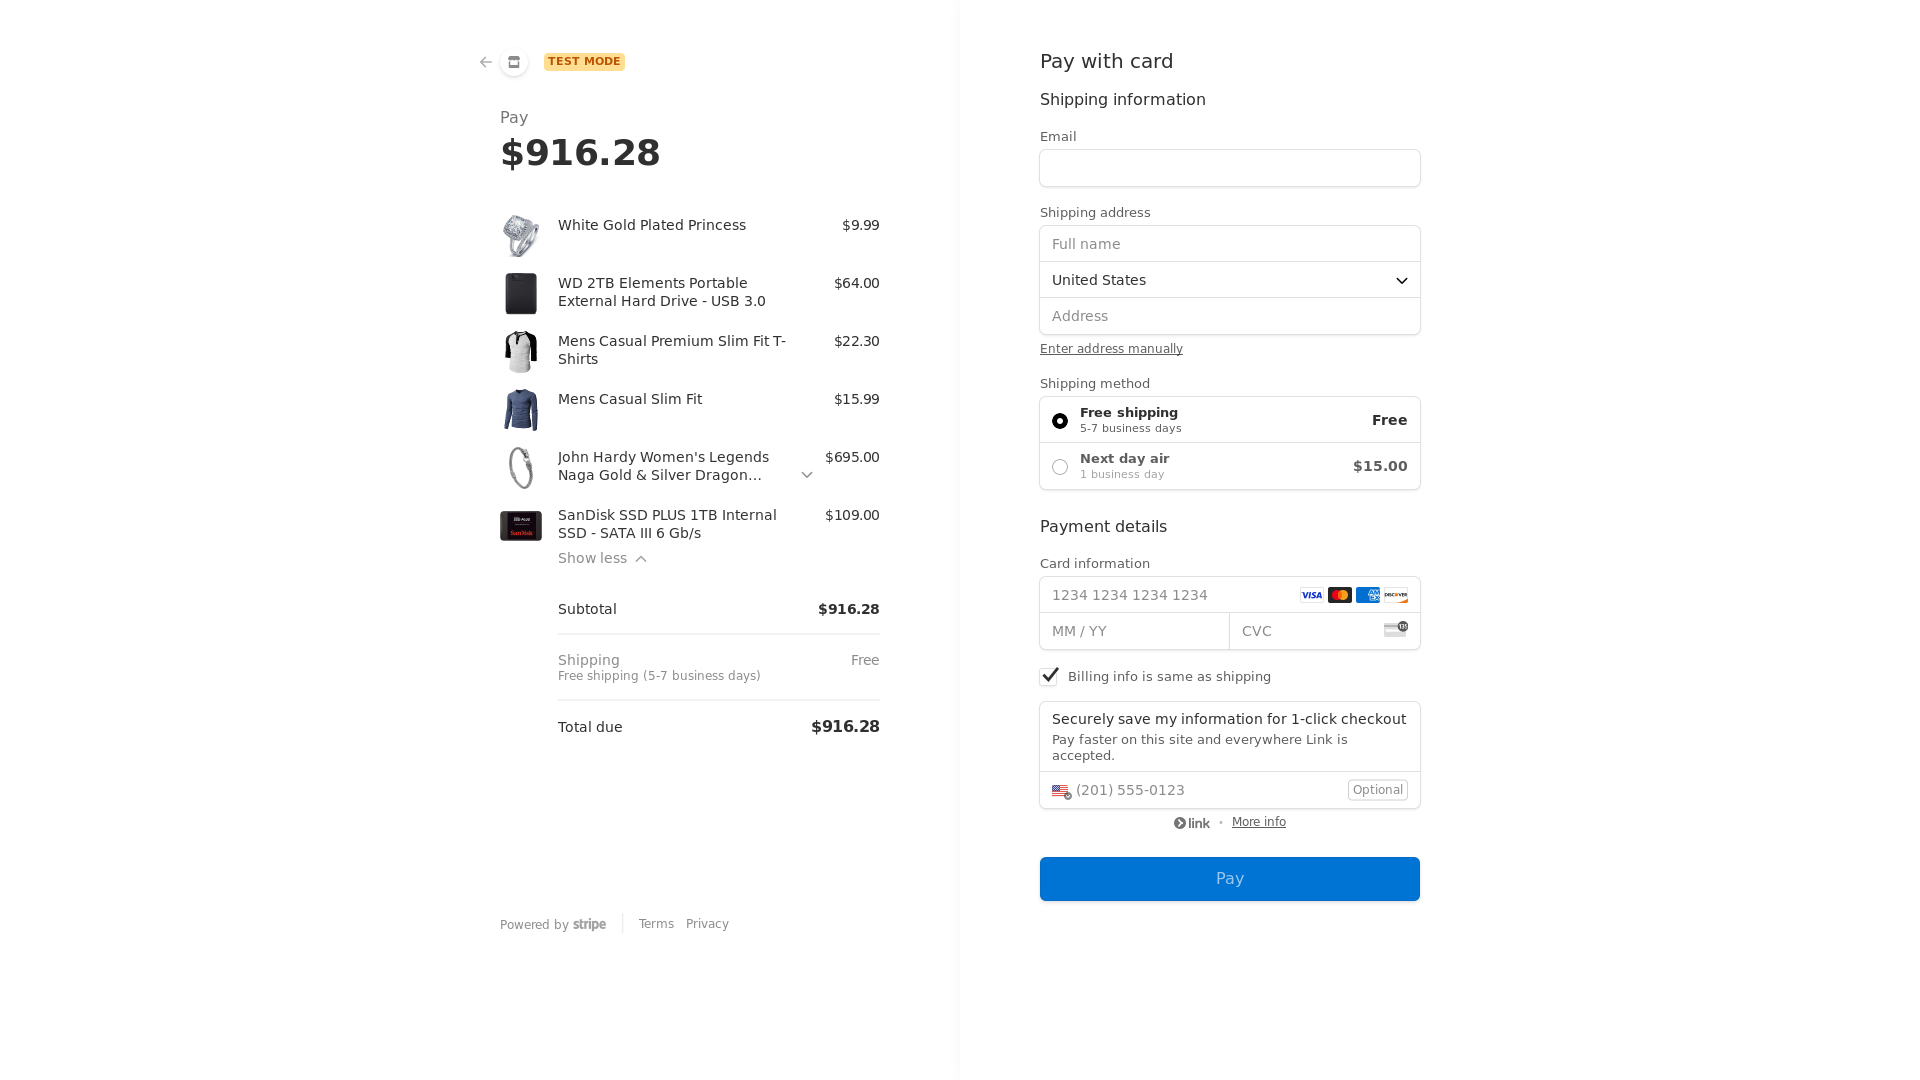 TEST MODE
Pay
$916.28
White Gold Plated Princess $9.99
WD 2TB Elements Portable $64.00
External Hard Drive - USB 3.0
Mens Casual Premium Slim Fit T- $22.30
Shirts
Mens Casual Slim Fit $15.99
John Hardy Women's Legends $695.00
Naga Gold & Silver Dragon...
SanDisk SSD PLUS 1TB Internal $109.00
SSD - SATA III 6 Gb/s
SanDisk
Show less
Subtotal $916.28
Shipping Free
Free shipping (5-7 business days)
Total due $916.28
Powered by stripe Terms Privacy
Pay with card
Shipping information
Email
Shipping address
Full name
United States
Address
Enter address manually
Shipping method
Free shipping Free
5-7 business days
Next day air $15.00
1 business day
Payment details
Card information
1234 1234 1234 1234 VISA AMEX DISCOVER
MM / YY CVC 135
Billing info is same as shipping
Securely save my information for 1-click checkout
Pay faster on this site and everywhere Link is
accepted.
(201) 555-0123 Optional
link • More info
Pay